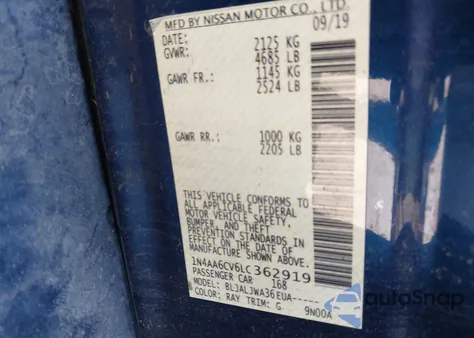 MFD BY NISSAN MOTOR CO., LTD.
DATE: 09/19
GVWR: 2125 KG
4685 LB
GAWR FR.: 1145 KG
2524 LB
GAWR RR.: 1000 KG
2205 LB
THIS VEHICLE CONFORMS TO
ALL APPLICABLE FEDERAL
MOTOR VEHICLE SAFETY,
BUMPER, AND THEFT
PREVENTION STANDARDS IN
EFFECT ON THE DATE OF
MANUFACTURE SHOWN ABOVE.
1N4AA6CV6LC362919
PASSENGER CAR 168
MODEL: BLJALJWA36EUA-----
COLOR: RAY TRIM: G 9N00A
autoSnap